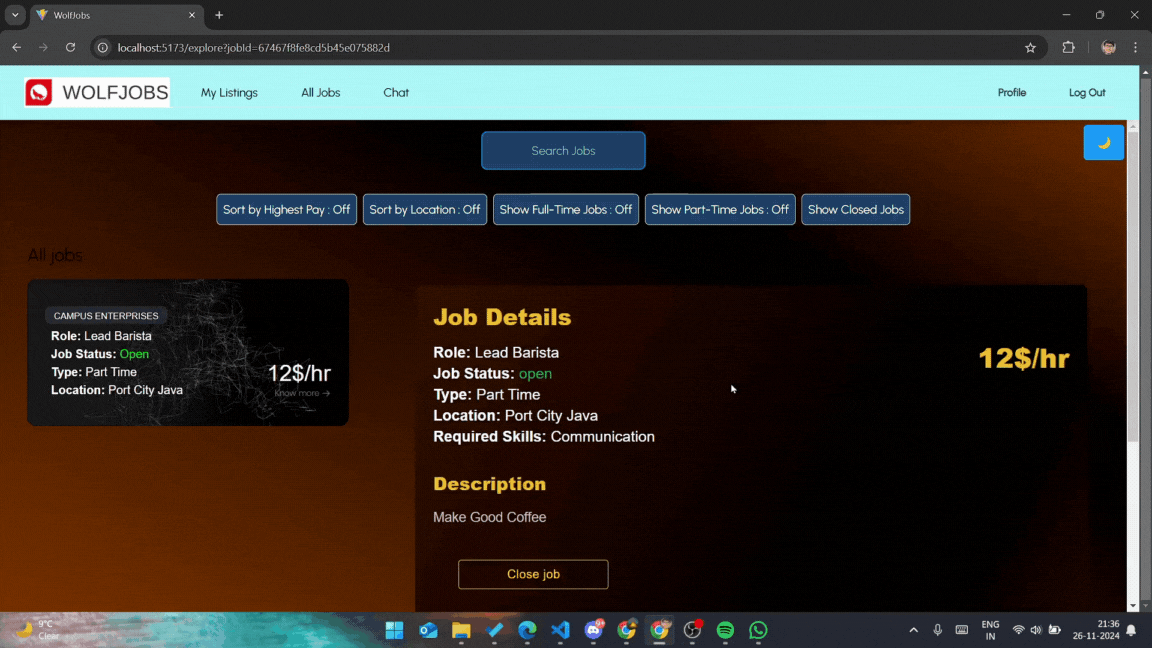 WolfJobs
localhost:5173/explore?jobId=67467f8fe8cd5b45e075882d
WOLFJOBS
My Listings
All Jobs
Chat
Profile
Log Out
Search Jobs
Sort by Highest Pay : Off
Sort by Location : Off
Show Full-Time Jobs : Off
Show Part-Time Jobs : Off
Show Closed Jobs
All jobs
CAMPUS ENTERPRISES
Role: Lead Barista
Job Status: Open
Type: Part Time
Location: Port City Java
12$/hr
Know more →
Job Details
12$/hr
Role: Lead Barista
Job Status: open
Type: Part Time
Location: Port City Java
Required Skills: Communication
Description
Make Good Coffee
Close job
9°C
Clear
ENG
IN
21:36
26-11-2024